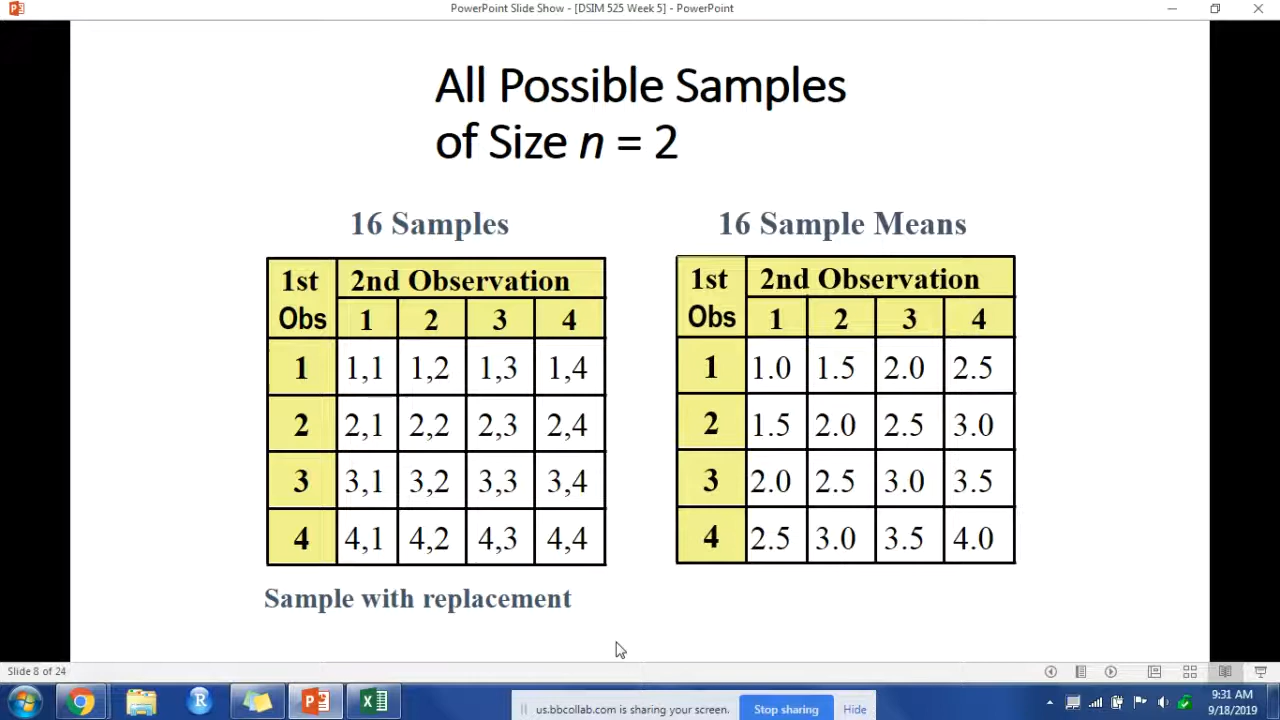 PowerPoint Slide Show - [DSIM 525 Week 5] - PowerPoint
All Possible Samples
of Size n = 2
16 Samples
1st 2nd Observation
Obs 1 2 3 4
1 1,1 1,2 1,3 1,4
2 2,1 2,2 2,3 2,4
3 3,1 3,2 3,3 3,4
4 4,1 4,2 4,3 4,4
Sample with replacement
16 Sample Means
1st 2nd Observation
Obs 1 2 3 4
1 1.0 1.5 2.0 2.5
2 1.5 2.0 2.5 3.0
3 2.0 2.5 3.0 3.5
4 2.5 3.0 3.5 4.0
Slide 8 of 24
us.bbcollab.com is sharing your screen. Stop sharing Hide
9:31 AM
9/18/2019